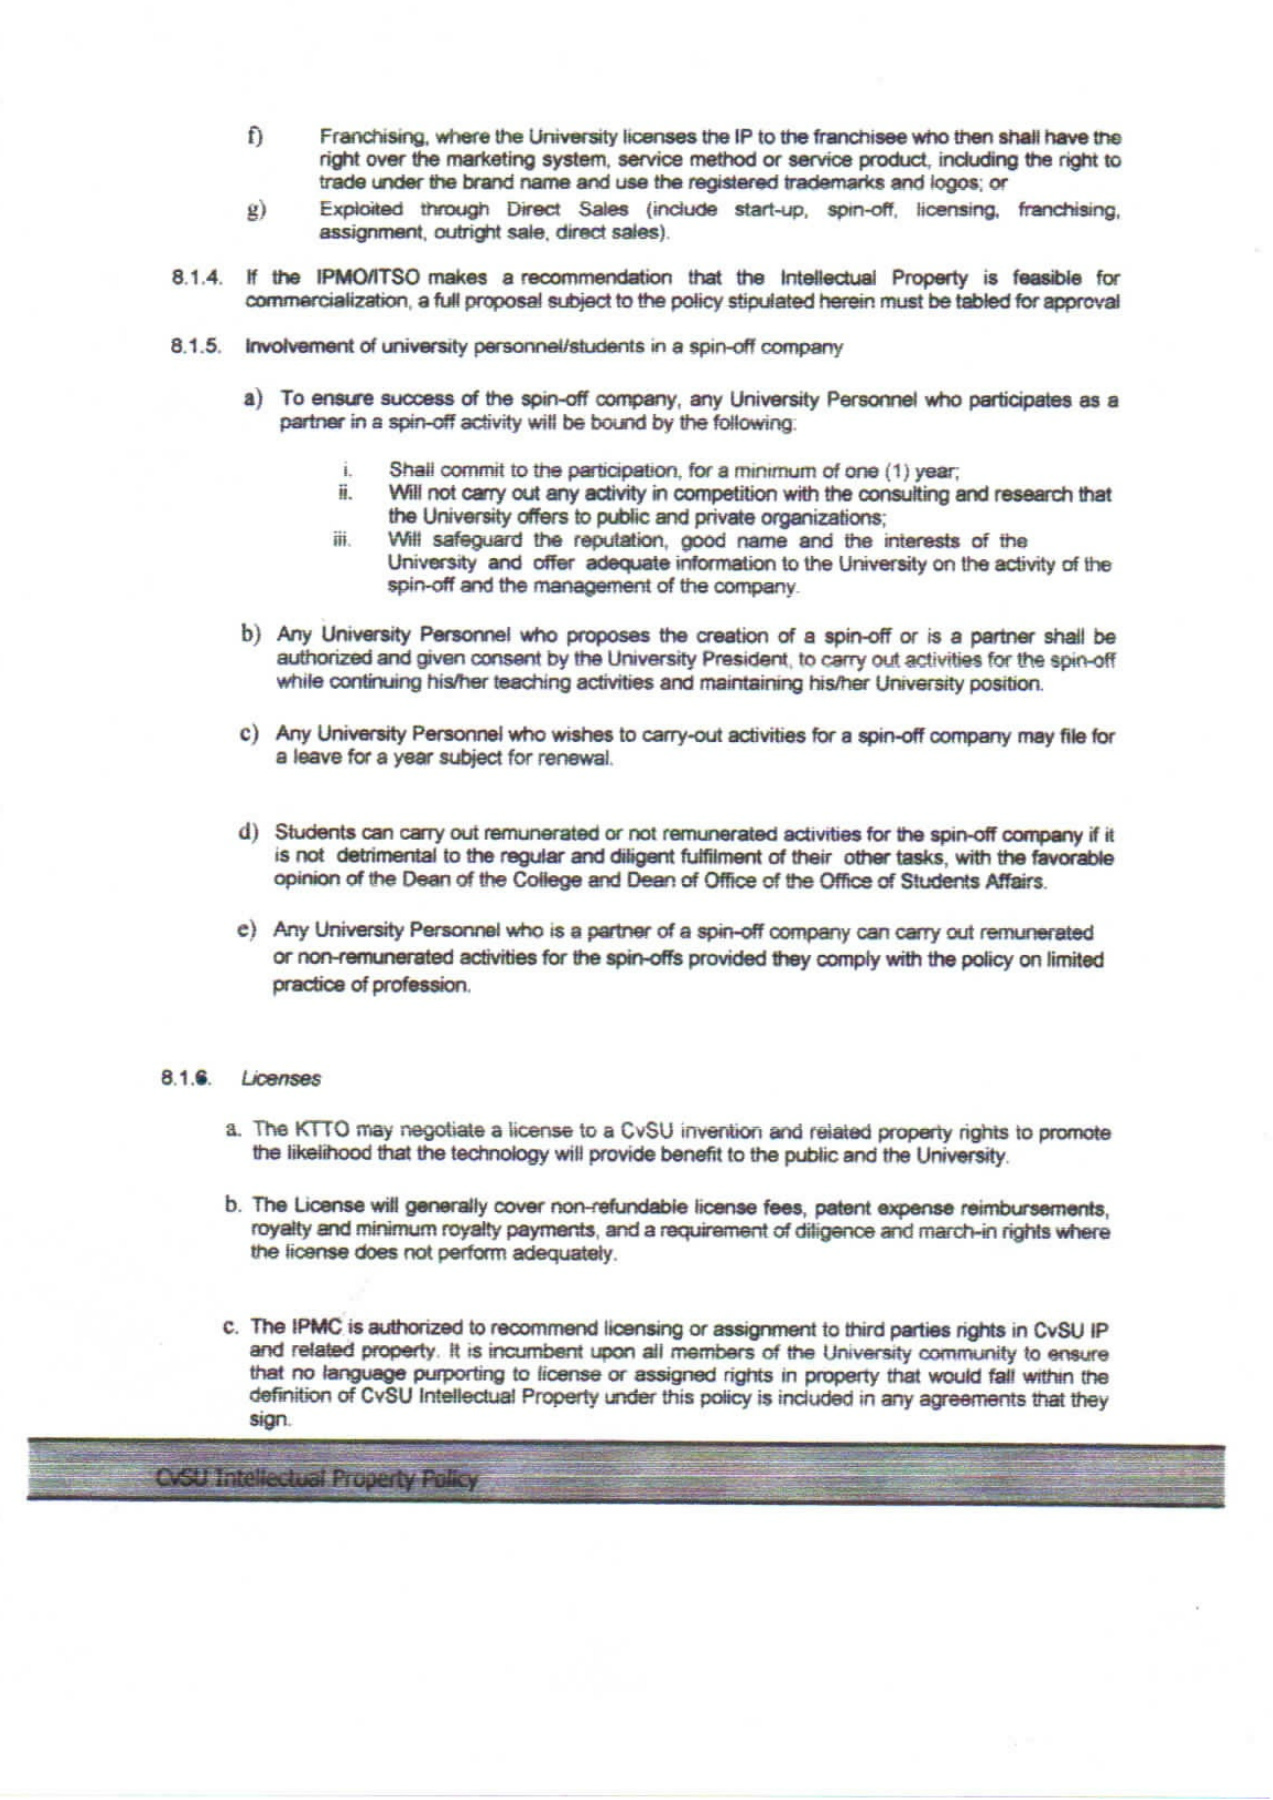 f) Franchising, where the University licenses the IP to the franchisee who then shall have the
right over the marketing system, service method or service product, including the right to
trade under the brand name and use the registered trademarks and logos; or
g) Exploited through Direct Sales (include start-up, spin-off, licensing, franchising,
assignment, outright sale, direct sales).
8.1.4. If the IPMO/ITSO makes a recommendation that the Intellectual Property is feasible for
commercialization, a full proposal subject to the policy stipulated herein must be tabled for approval
8.1.5. Involvement of university personnel/students in a spin-off company
a) To ensure success of the spin-off company, any University Personnel who participates as a
partner in a spin-off activity will be bound by the following:
i. Shall commit to the participation, for a minimum of one (1) year;
ii. Will not carry out any activity in competition with the consulting and research that
the University offers to public and private organizations;
iii. Will safeguard the reputation, good name and the interests of the
University and offer adequate information to the University on the activity of the
spin-off and the management of the company.
b) Any University Personnel who proposes the creation of a spin-off or is a partner shall be
authorized and given consent by the University President, to carry out activities for the spin-off
while continuing his/her teaching activities and maintaining his/her University position.
c) Any University Personnel who wishes to carry-out activities for a spin-off company may file for
a leave for a year subject for renewal.
d) Students can carry out remunerated or not remunerated activities for the spin-off company if it
is not detrimental to the regular and diligent fulfilment of their other tasks, with the favorable
opinion of the Dean of the College and Dean of Office of the Office of Students Affairs.
e) Any University Personnel who is a partner of a spin-off company can carry out remunerated
or non-remunerated activities for the spin-offs provided they comply with the policy on limited
practice of profession.
8.1.6. Licenses
a. The KTTO may negotiate a license to a CvSU invention and related property rights to promote
the likelihood that the technology will provide benefit to the public and the University.
b. The License will generally cover non-refundable license fees, patent expense reimbursements,
royalty and minimum royalty payments, and a requirement of diligence and march-in rights where
the license does not perform adequately.
c. The IPMC is authorized to recommend licensing or assignment to third parties rights in CvSU IP
and related property. It is incumbent upon all members of the University community to ensure
that no language purporting to license or assigned rights in property that would fall within the
definition of CvSU Intellectual Property under this policy is included in any agreements that they
sign.
CvSU Intellectual Property Policy